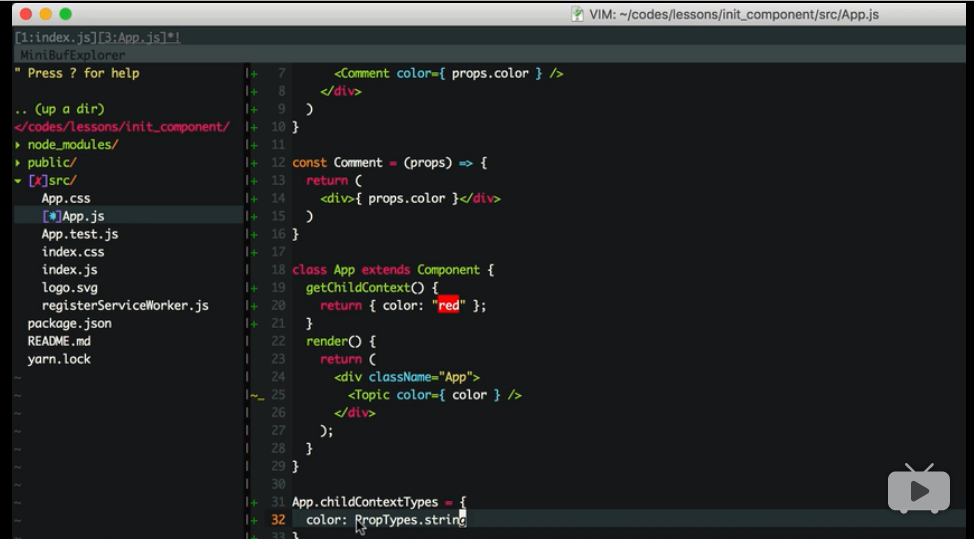 VIM: ~/codes/lessons/init_component/src/App.js
[1:index.js][3:App.js]*!
MiniBufExplorer
" Press ? for help
.. (up a dir)
</codes/lessons/init_component/
▸ node_modules/
▸ public/
▾ [✗]src/
App.css
[✹]App.js
App.test.js
index.css
index.js
logo.svg
registerServiceWorker.js
package.json
README.md
yarn.lock
~
~
~
~
~
~
~
~
~
|+ 7 <Comment color={ props.color } />
|+ 8 </div>
|+ 9 )
|+ 10 }
|+ 11
|+ 12 const Comment = (props) => {
|+ 13 return (
|+ 14 <div>{ props.color }</div>
|+ 15 )
|+ 16 }
|+ 17
| 18 class App extends Component {
|+ 19 getChildContext() {
|+ 20 return { color: "red" };
|+ 21 }
| 22 render() {
| 23 return (
| 24 <div className="App">
|~_ 25 <Topic color={ color } />
| 26 </div>
| 27 );
| 28 }
| 29 }
| 30
|+ 31 App.childContextTypes = {
|+ 32 color: PropTypes.string
|+ 33 }